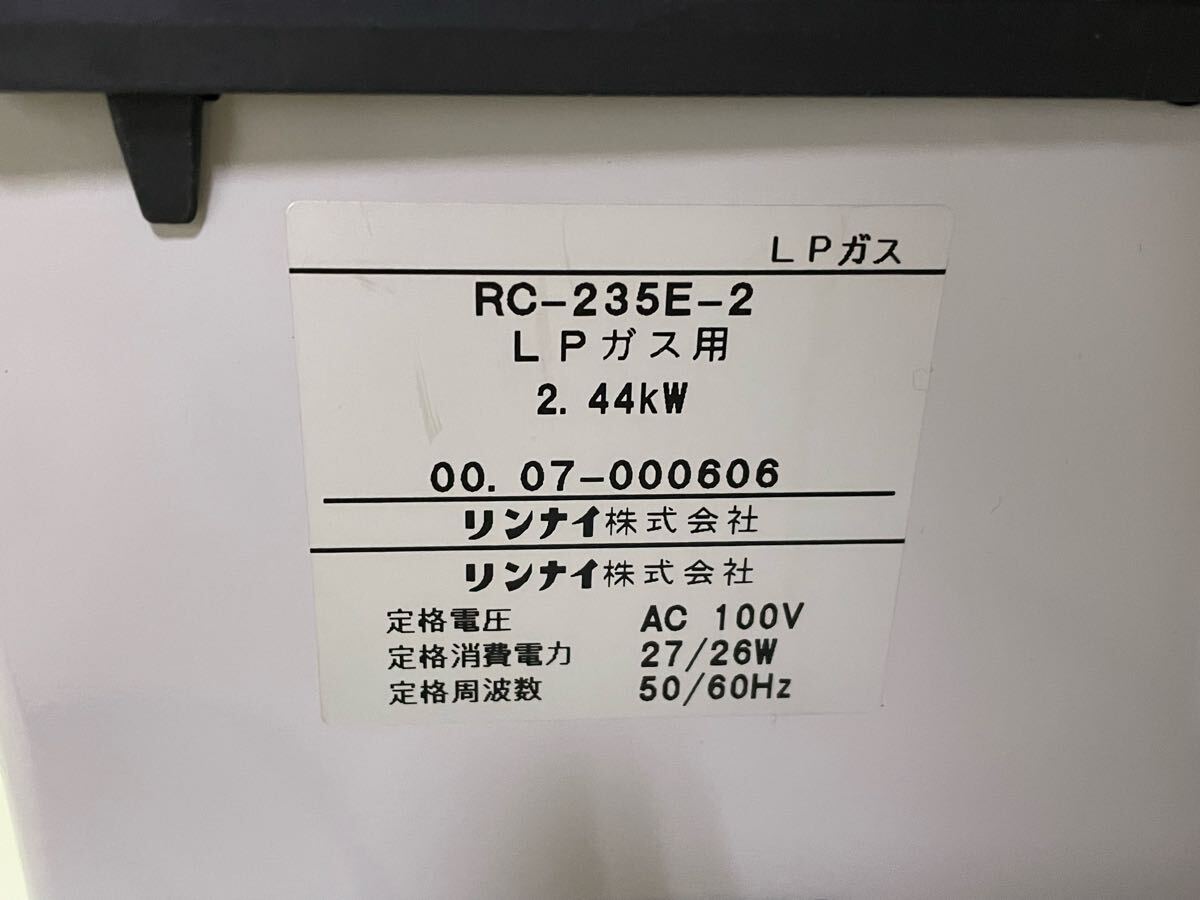 LPガス
RC-235E-2
LPガス用
2.44kW
00.07-000606
リンナイ株式会社
リンナイ株式会社
定格電圧 AC 100V
定格消費電力 27/26W
定格周波数 50/60Hz